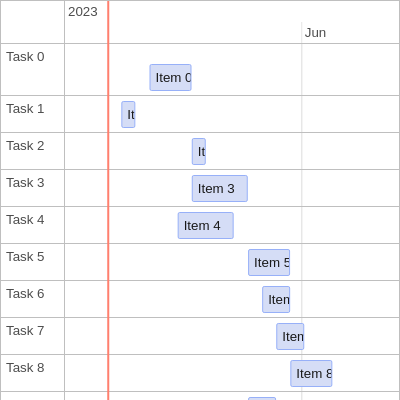 2023
Jun
Task 0
Item 0
Task 1
It
Task 2
It
Task 3
Item 3
Task 4
Item 4
Task 5
Item 5
Task 6
Item
Task 7
Item
Task 8
Item 8